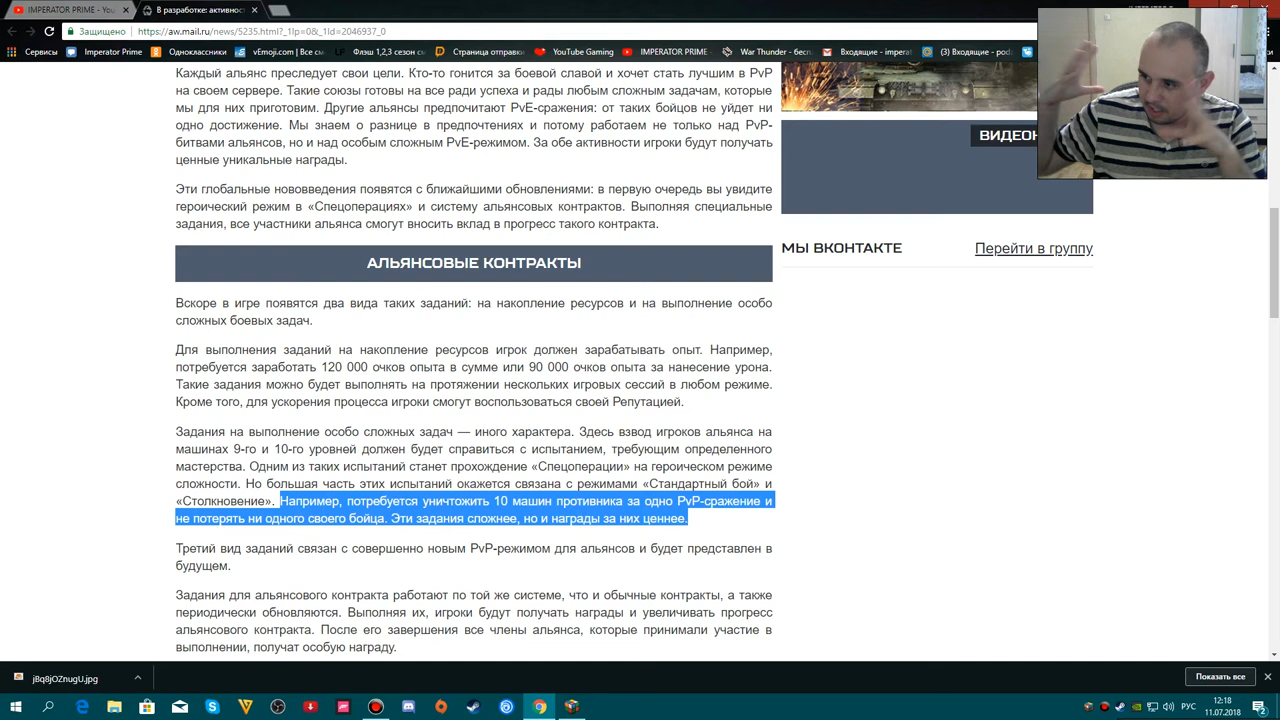 IMPERATOR PRIME - You
В разработке: активнос
Защищено
https://aw.mail.ru/news/5235.html?_1lp=0&_1ld=2046937_0
Сервисы
Imperator Prime
Одноклассники
vEmoji.com | Вее
Флэш 1,2,3 сезон см
Страница отправки
YouTube Gaming
IMPERATOR PRIME
War Thunder - бесп
Входящие - imperat
(3) Входящие - pod
Каждый альянс преследует свои цели. Кто-то гонится за боевой славой и хочет стать лучшим в PvP
на своем сервере. Такие союзы готовы на все ради успеха и рады любым сложным задачам, которые
мы для них приготовим. Другие альянсы предпочитают PvE-сражения: от таких бойцов не уйдет ни
одно достижение. Мы знаем о разнице в предпочтениях и потому работаем не только над PvP-
битвами альянсов, но и над особым сложным PvE-режимом. За обе активности игроки будут получать
ценные уникальные награды.
Эти глобальные нововведения появятся с ближайшими обновлениями: в первую очередь вы увидите
героический режим в «Спецоперациях» и систему альянсовых контрактов. Выполняя специальные
задания, все участники альянса смогут вносить вклад в прогресс такого контракта.
АЛЬЯНСОВЫЕ КОНТРАКТЫ
Вскоре в игре появятся два вида таких заданий: на накопление ресурсов и на выполнение особо
сложных боевых задач.
Для выполнения заданий на накопление ресурсов игрок должен зарабатывать опыт. Например,
потребуется заработать 120 000 очков опыта в сумме или 90 000 очков опыта за нанесение урона.
Такие задания можно будет выполнять на протяжении нескольких игровых сессий в любом режиме.
Кроме того, для ускорения процесса игроки смогут воспользоваться своей Репутацией.
Задания на выполнение особо сложных задач — иного характера. Здесь взвод игроков альянса на
машинах 9-го и 10-го уровней должен будет справиться с испытанием, требующим определенного
мастерства. Одним из таких испытаний станет прохождение «Спецоперации» на героическом режиме
сложности. Но большая часть этих испытаний окажется связана с режимами «Стандартный бой» и
«Столкновение». Например, потребуется уничтожить 10 машин противника за одно PvP-сражение и
не потерять ни одного своего бойца. Эти задания сложнее, но и награды за них ценнее.
Третий вид заданий связан с совершенно новым PvP-режимом для альянсов и будет представлен в
будущем.
Задания для альянсового контракта работают по той же системе, что и обычные контракты, а также
периодически обновляются. Выполняя их, игроки будут получать награды и увеличивать прогресс
альянсового контракта. После его завершения все члены альянса, которые принимали участие в
выполнении, получат особую награду.
ВИДЕОН
МЫ ВКОНТАКТЕ
Перейти в группу
jBq8jOZnugU.jpg
Показать все
РУС
12:18
11.07.2018